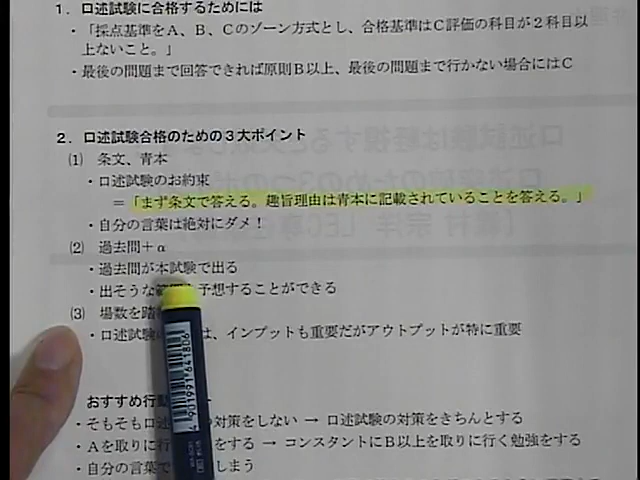 1．口述試験に合格するためには
・「採点基準をA、B、Cのゾーン方式とし、合格基準はC評価の科目が2科目以
上ないこと。」
・最後の問題まで回答できれば原則B以上、最後の問題まで行かない場合にはC
2．口述試験合格のための3大ポイント
(1) 条文、青本
・口述試験のお約束
＝「まず条文で答える。趣旨理由は青本に記載されていることを答える。」
・自分の言葉は絶対にダメ！
(2) 過去問＋α
・過去問が本試験で出る
・出そうな 予想することができる
(3) 場数を踏
・口述試験 は、インプットも重要だがアウトプットが特に重要
おすすめ行動
・そもそも口述 対策をしない → 口述試験の対策をきちんとする
・Aを取りに行 をする → コンスタントにB以上を取りに行く勉強をする
・自分の言葉で しまう
4901991641806